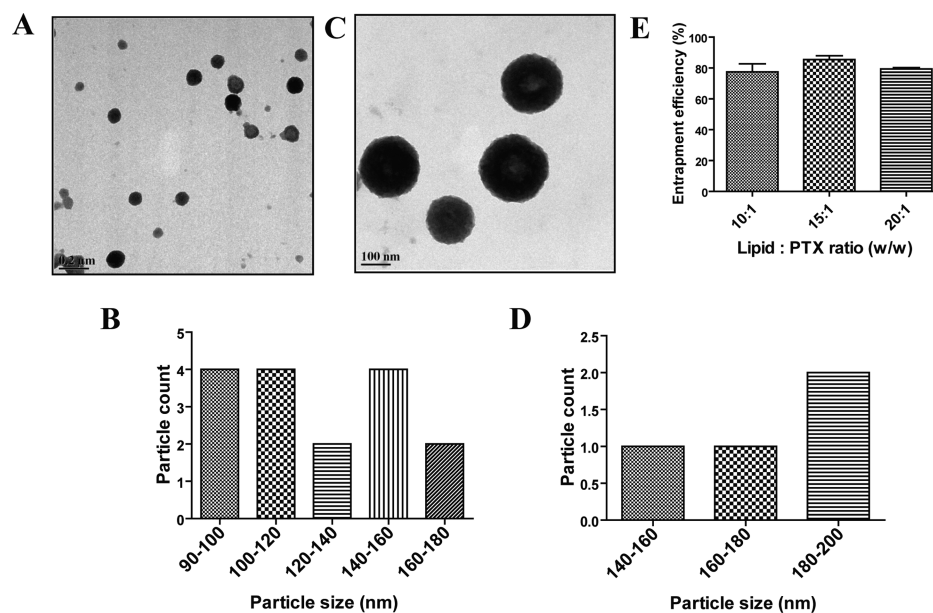 A
0.2 nm
C
100 nm
E
Entrapment efficiency (%)
100
80
60
40
20
0
10:1
15:1
20:1
Lipid : PTX ratio (w/w)
B
Particle count
5
4
3
2
1
0
90-100
100-120
120-140
140-160
160-180
Particle size (nm)
D
Particle count
2.5
2.0
1.5
1.0
0.5
0.0
140-160
160-180
180-200
Particle size (nm)